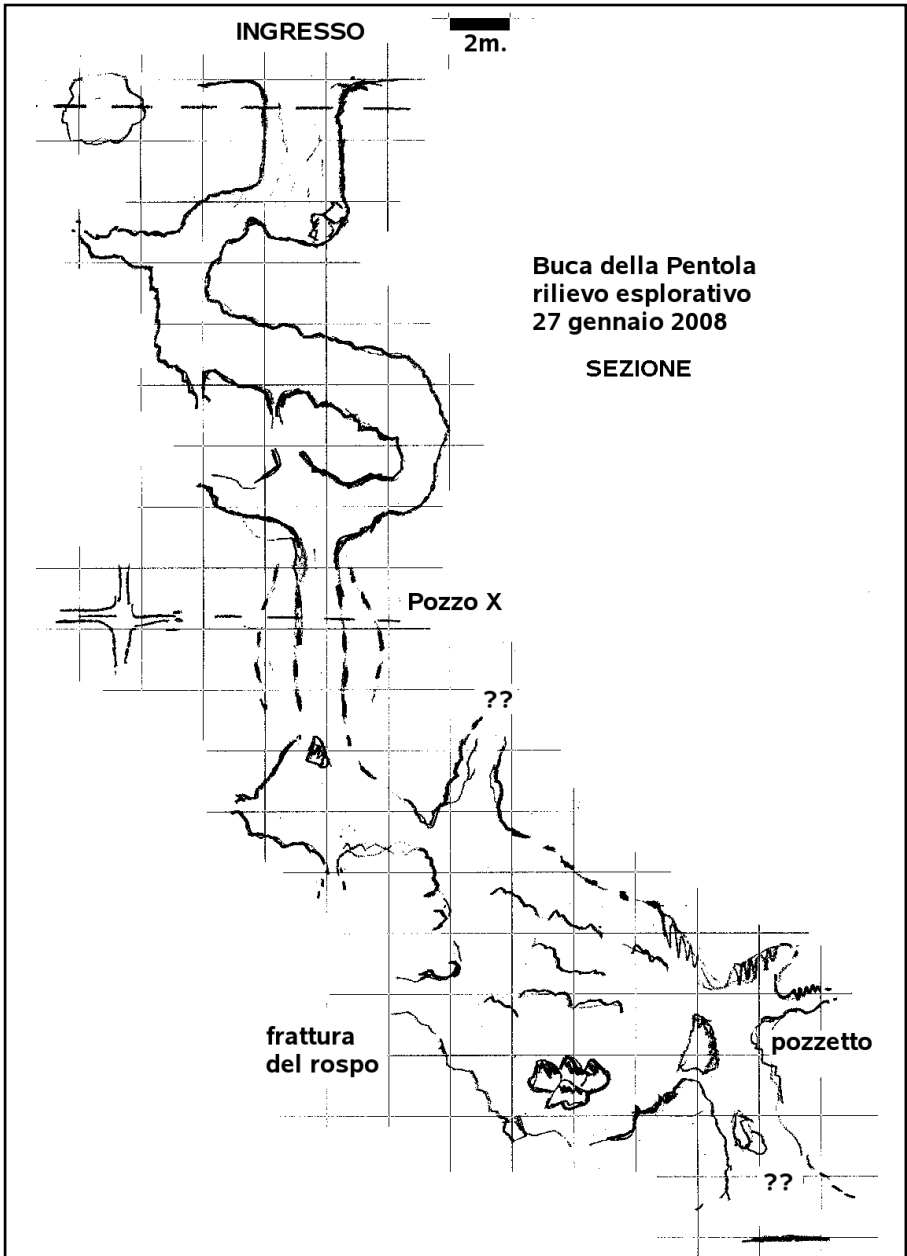 INGRESSO
2m.
Buca della Pentola
rilievo esplorativo
27 gennaio 2008
SEZIONE
Pozzo X
??
frattura
del rospo
pozzetto
??